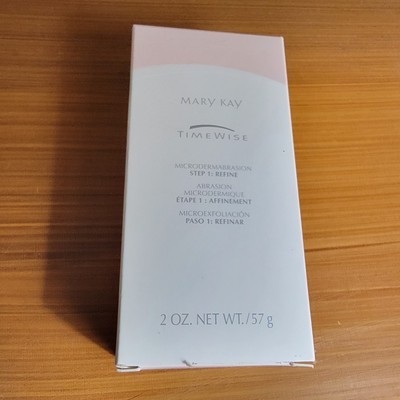 MARY KAY
TIMEWISE
MICRODERMABRASION
STEP 1: REFINE
ABRASION
MICRODERMIQUE
ÉTAPE 1 : AFFINEMENT
MICROEXFOLIACIÓN
PASO 1: REFINAR
2 OZ. NET WT./57 g